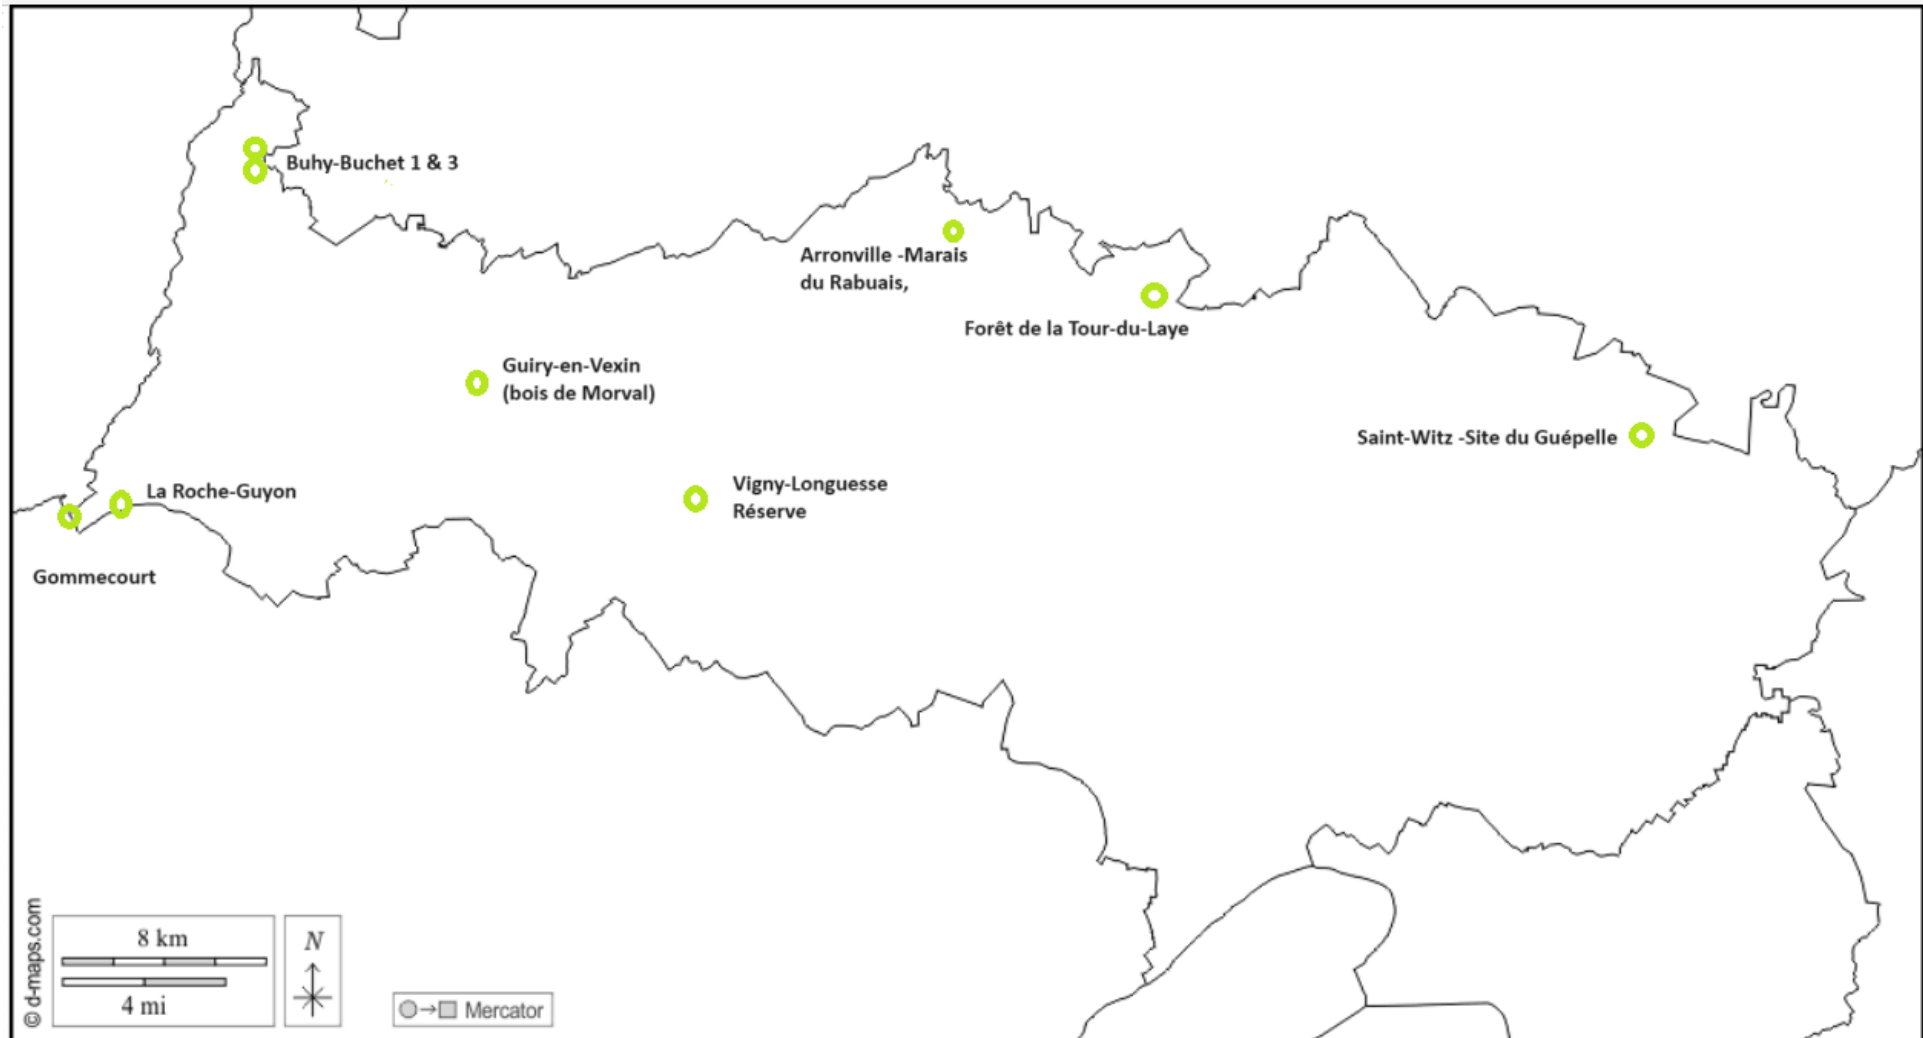 Buhy-Buchet 1 & 3
Arronville -Marais
du Rabuais,
Forêt de la Tour-du-Laye
Guiry-en-Vexin
(bois de Morval)
Saint-Witz -Site du Guépelle
La Roche-Guyon
Vigny-Longuesse
Réserve
Gommecourt
© d-maps.com
8 km
4 mi
N
Mercator